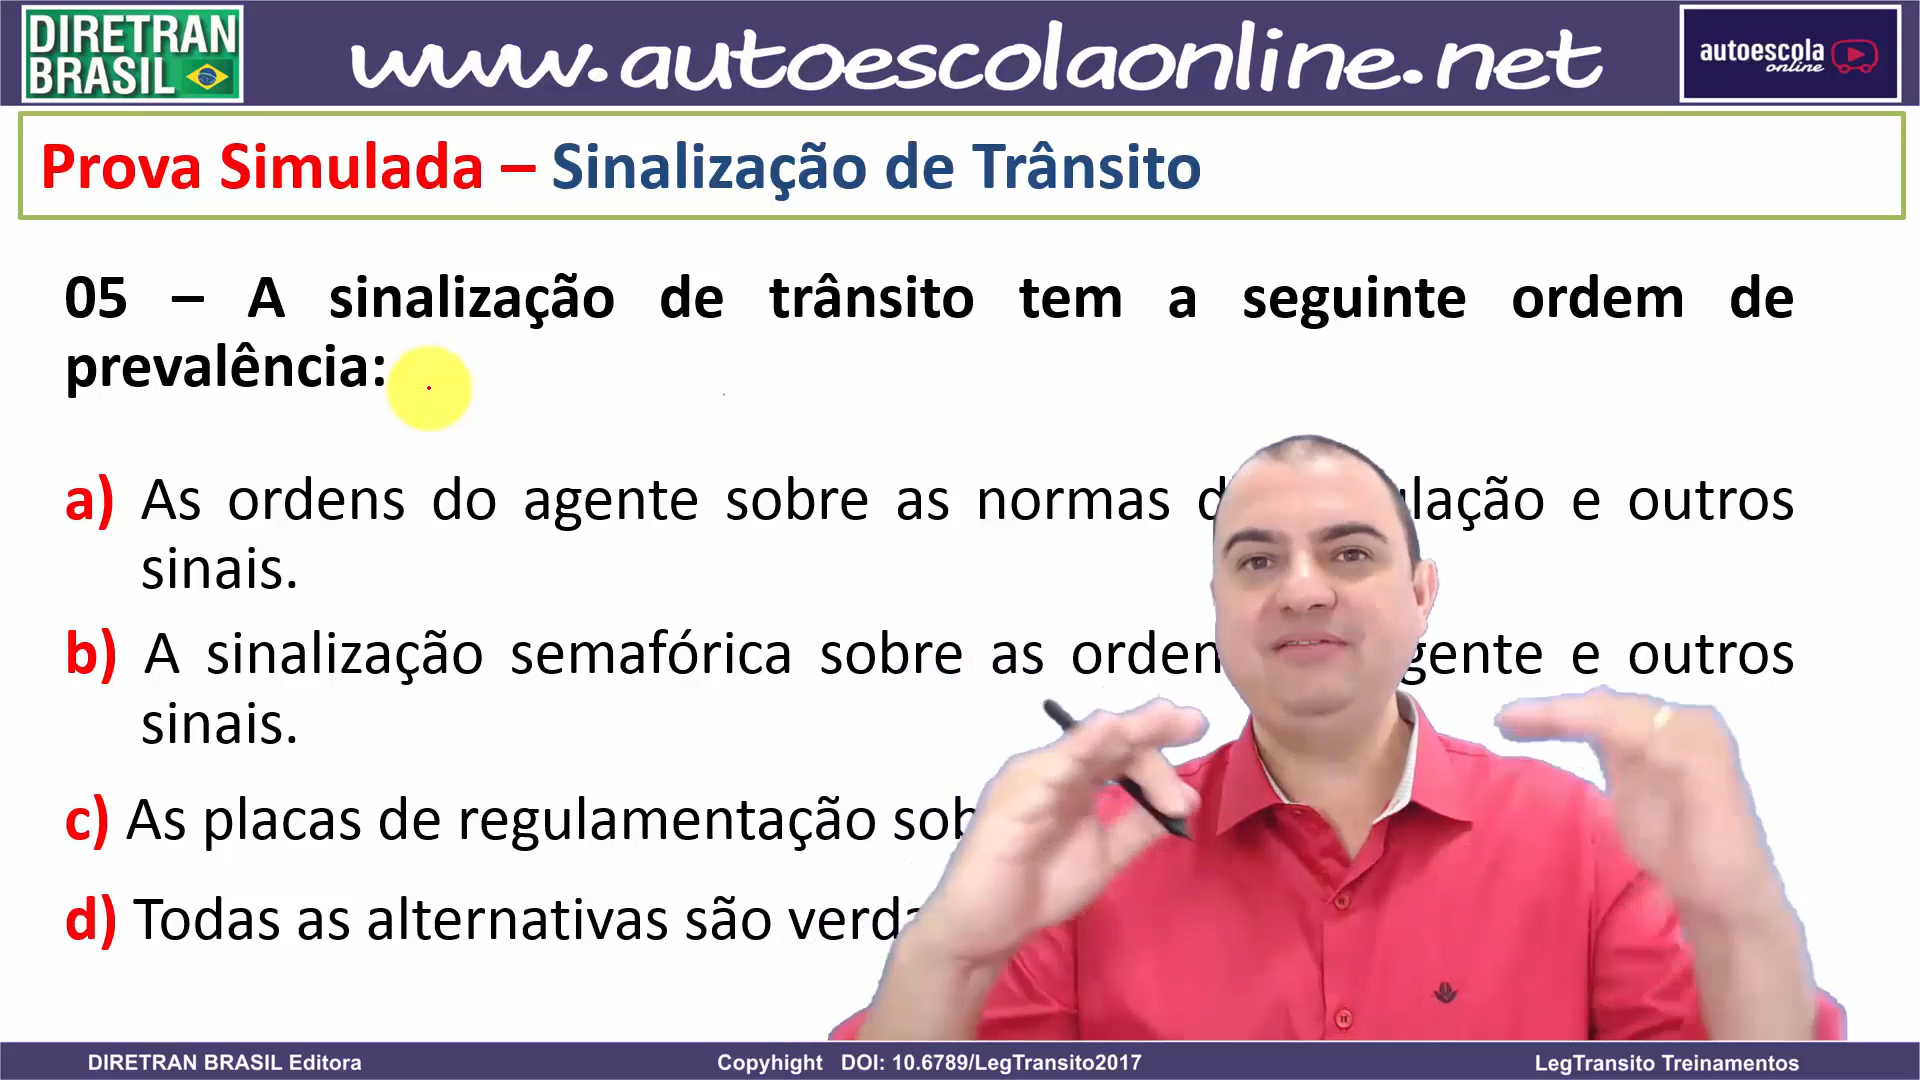 DIRETRAN
BRASIL
www.autoescolaonline.net
autoescola
online
Prova Simulada – Sinalização de Trânsito
05 – A sinalização de trânsito tem a seguinte ordem de
prevalência:
a) As ordens do agente sobre as normas e outros
sinais.
b) A sinalização semafórica sobre as e outros
sinais.
c) As placas de regulamentação
d) Todas as alternativas são
DIRETRAN BRASIL Editora
Copyhight DOI: 10.6789/LegTransito2017
LegTransito Treinamentos